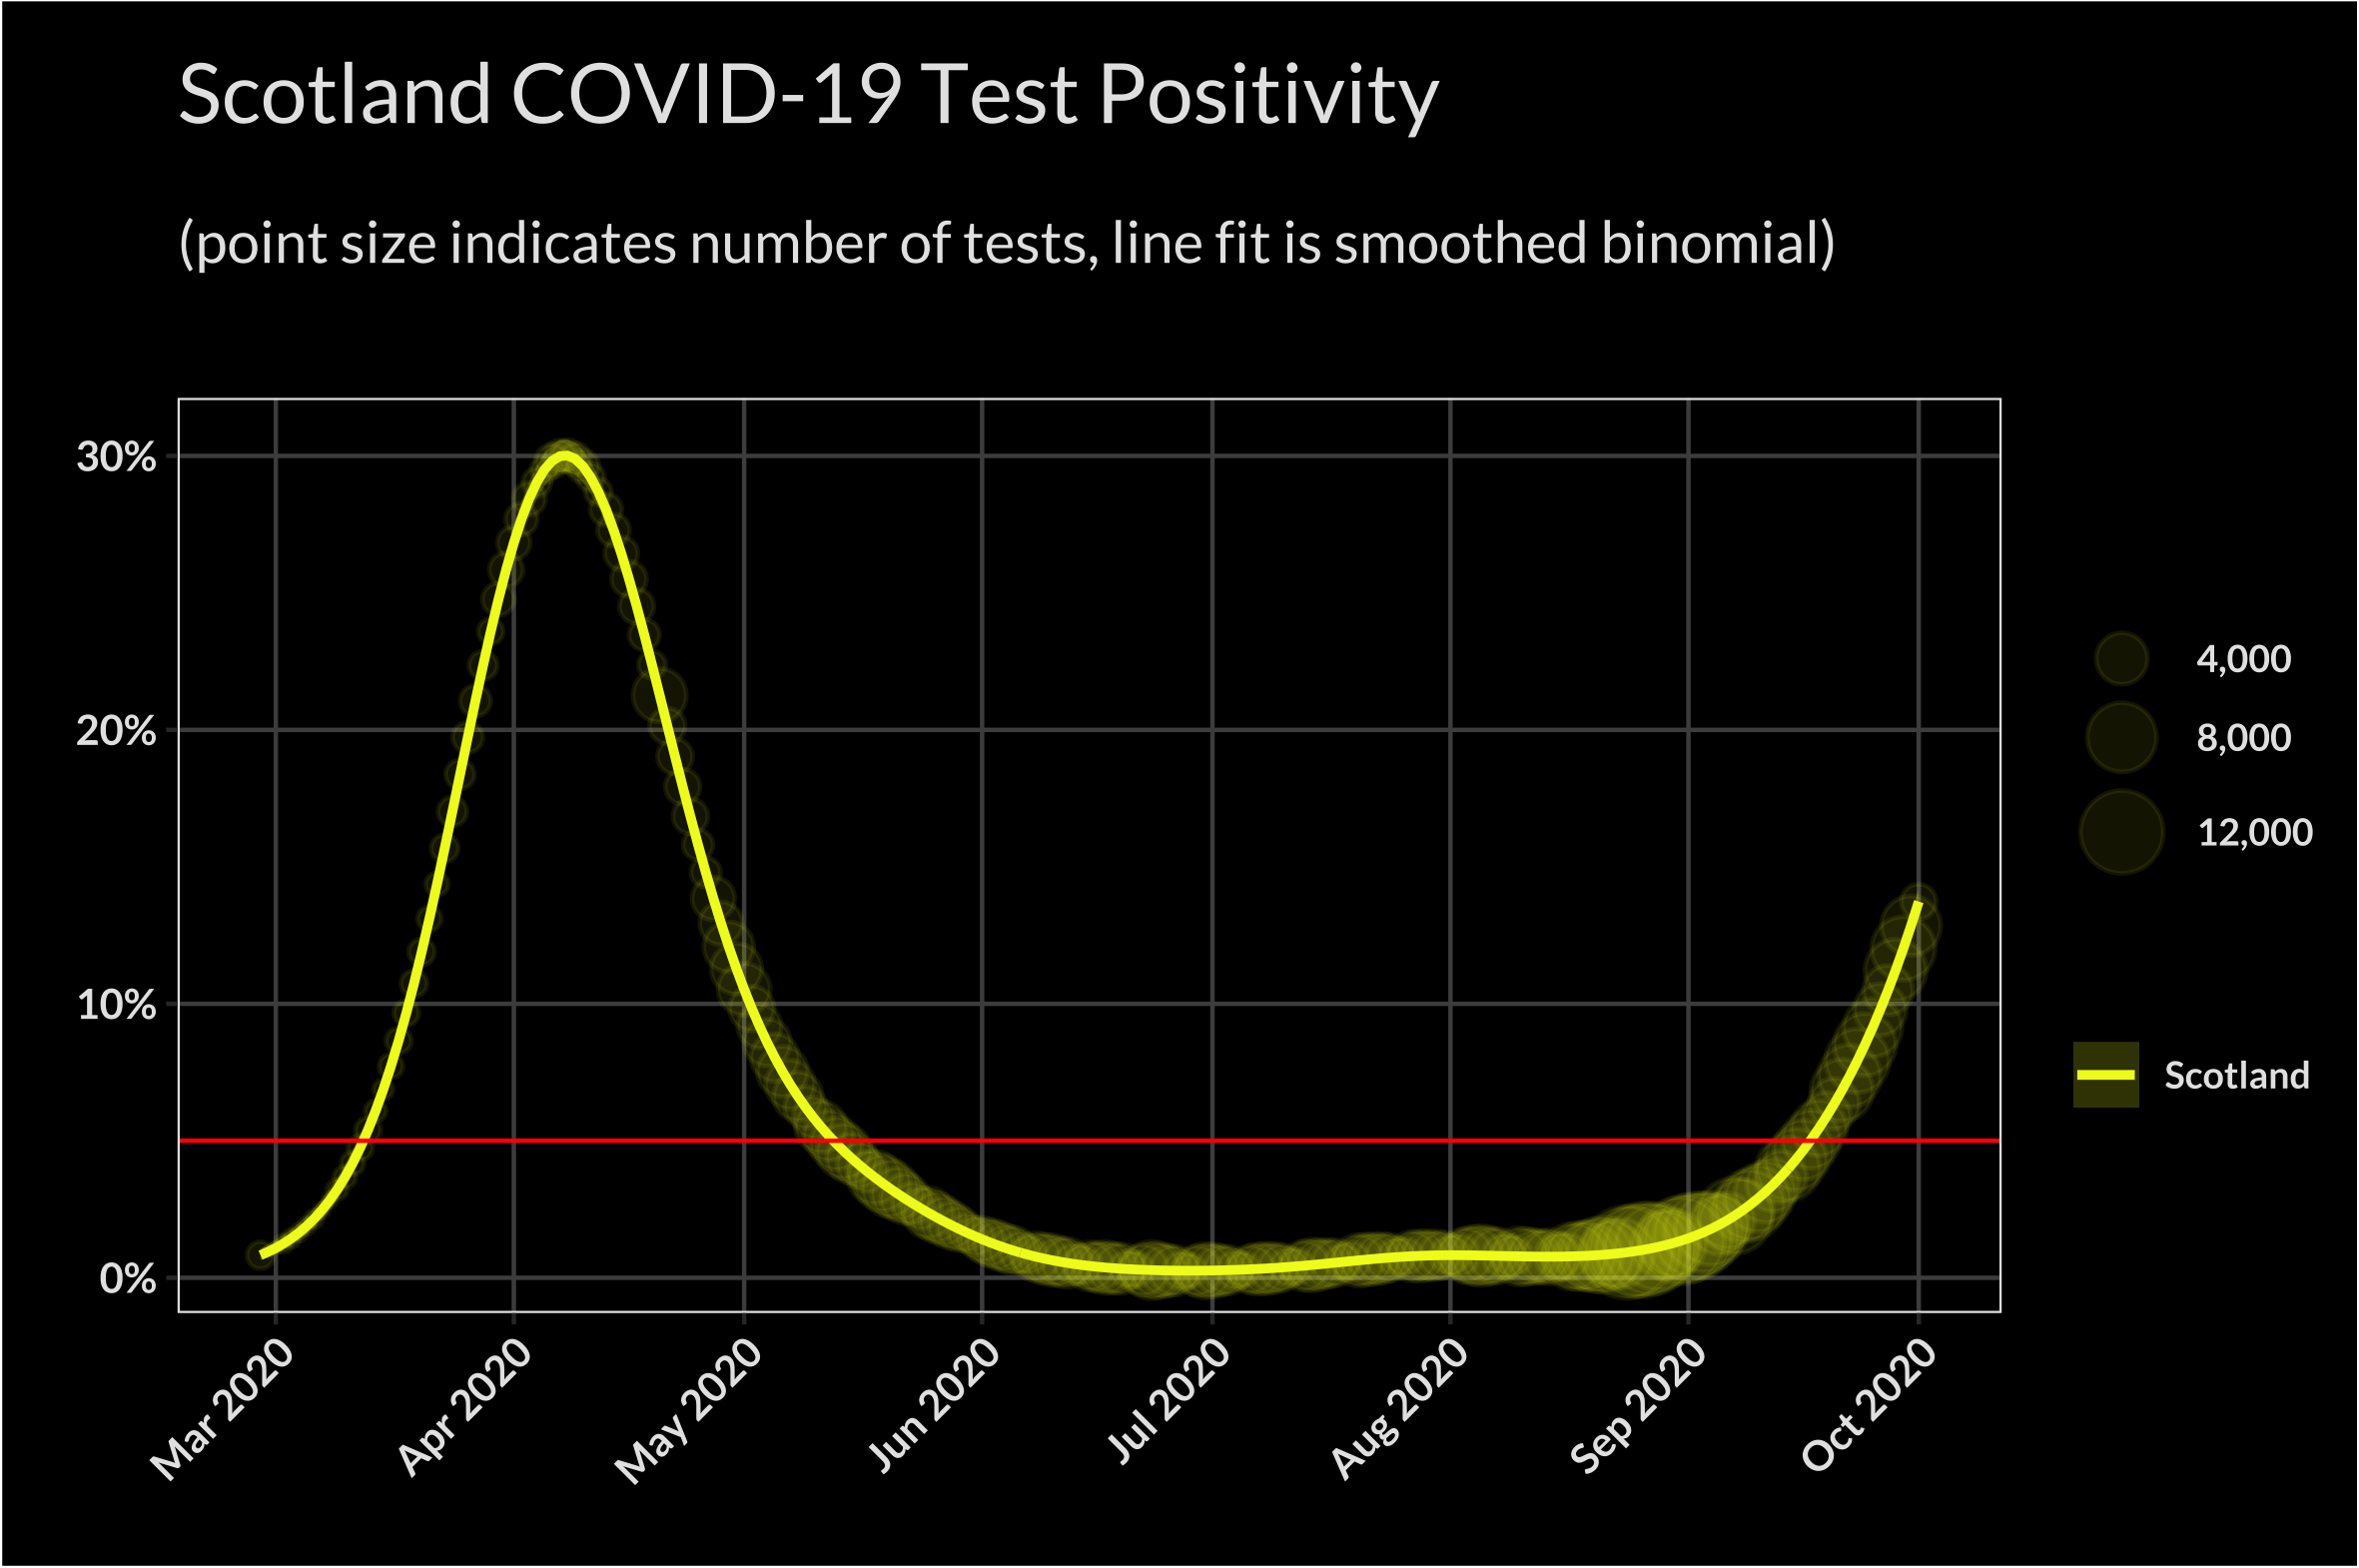 Scotland COVID-19 Test Positivity
(point size indicates number of tests, line fit is smoothed binomial)
30%
20%
10%
0%
Mar 2020
Apr 2020
May 2020
Jun 2020
Jul 2020
Aug 2020
Sep 2020
Oct 2020
4,000
8,000
12,000
Scotland